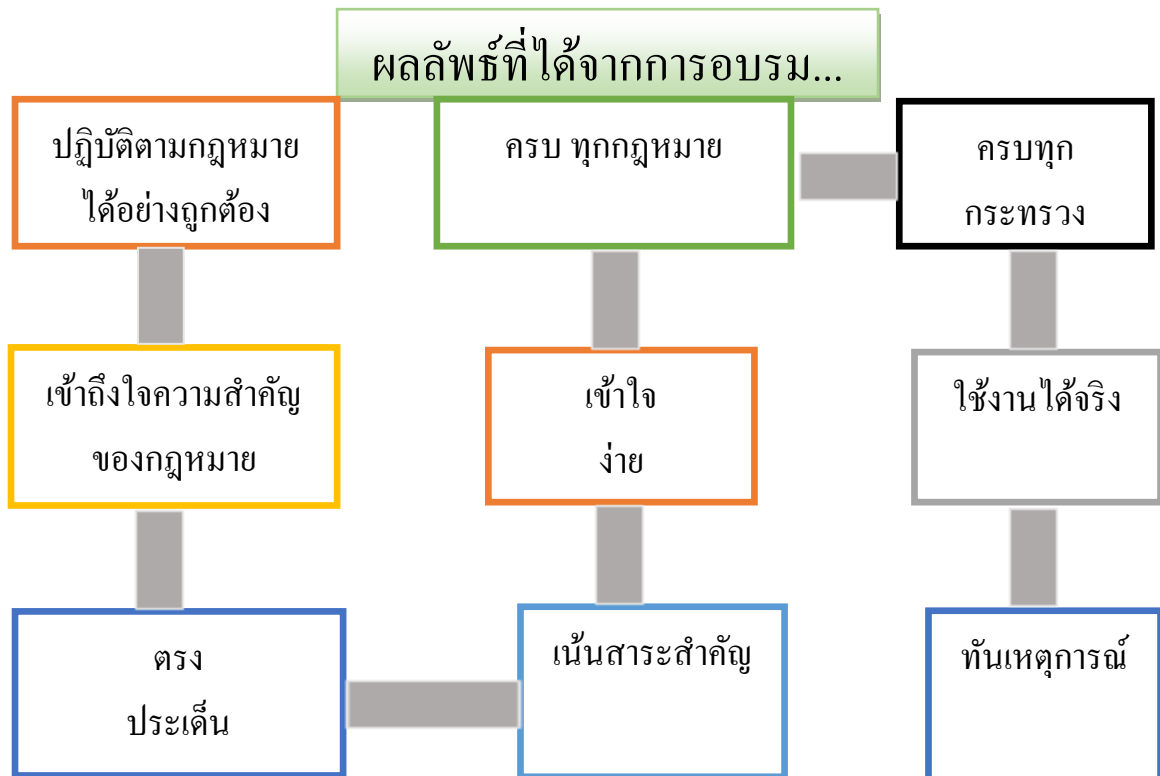 ผลลัพธ์ที่ได้จากการอบรม...
ปฏิบัติตามกฎหมาย
ได้อย่างถูกต้อง
ครบ ทุกกฎหมาย
ครบทุก
กระทรวง
เข้าถึงใจความสำคัญ
ของกฎหมาย
เข้าใจ
ง่าย
ใช้งานได้จริง
ตรง
ประเด็น
เน้นสาระสำคัญ
ทันเหตุการณ์